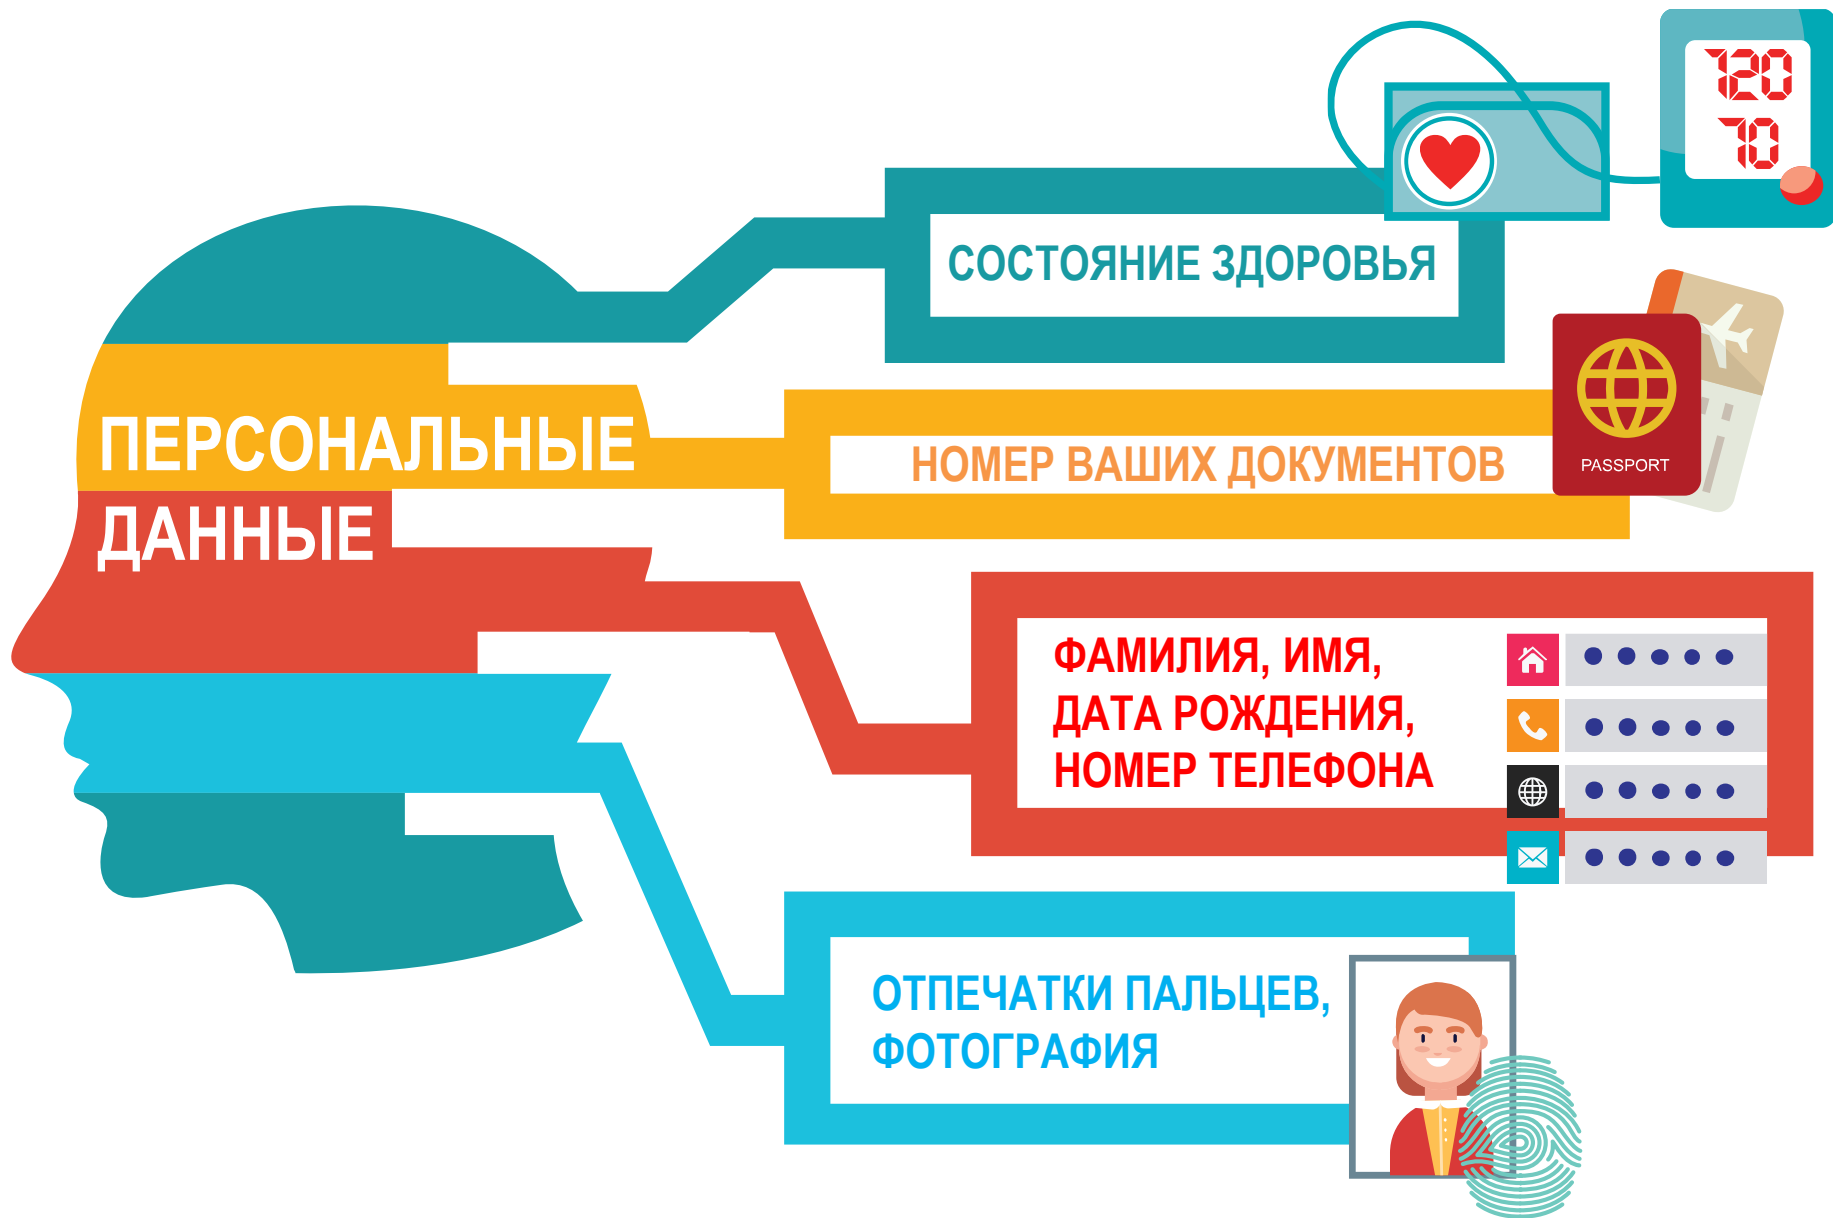 120
70
СОСТОЯНИЕ ЗДОРОВЬЯ
ПЕРСОНАЛЬНЫЕ
ДАННЫЕ
НОМЕР ВАШИХ ДОКУМЕНТОВ
PASSPORT
ФАМИЛИЯ, ИМЯ,
ДАТА РОЖДЕНИЯ,
НОМЕР ТЕЛЕФОНА
ОТПЕЧАТКИ ПАЛЬЦЕВ,
ФОТОГРАФИЯ